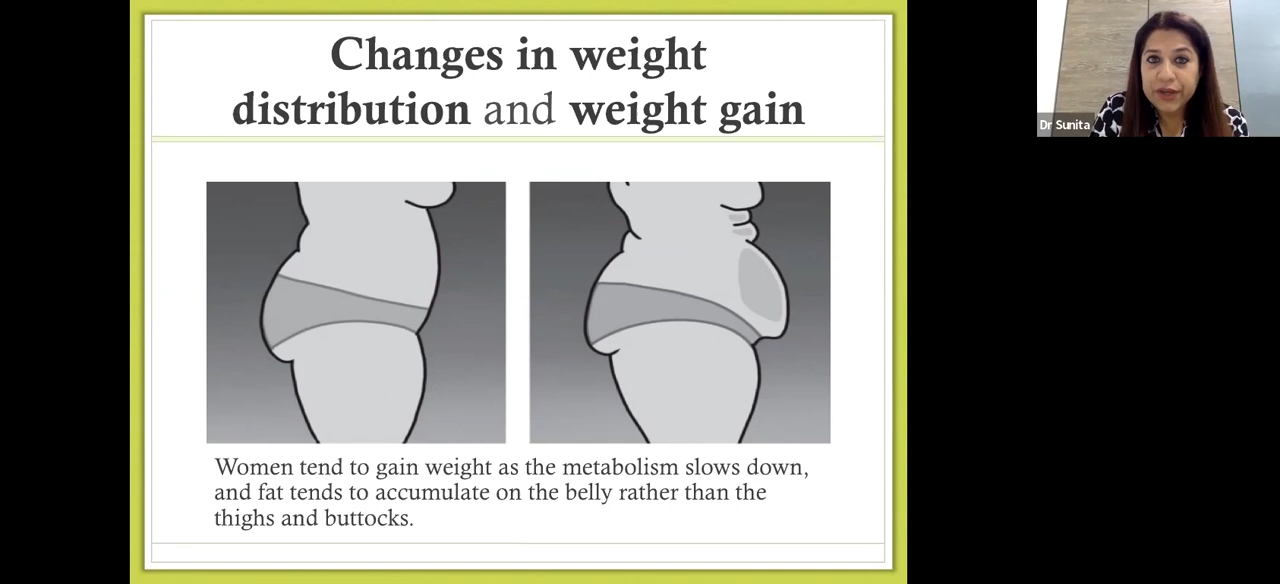 Changes in weight
distribution and weight gain
Dr Sunita
Women tend to gain weight as the metabolism slows down,
and fat tends to accumulate on the belly rather than the
thighs and buttocks.